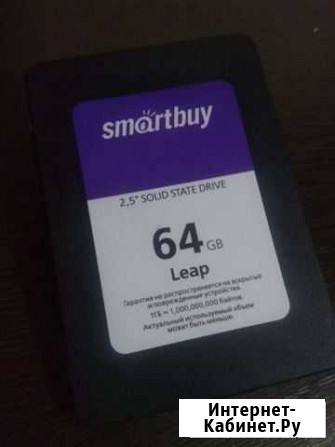 smartbuy
2,5" SOLID STATE DRIVE
64 GB
Leap
Гарантия не распространяется на вскрытые
и поврежденные устройства.
1ГБ = 1,000,000,000 Байтов.
Актуальный используемый объем
может быть меньше.
Интернет-
Кабинет.Ру